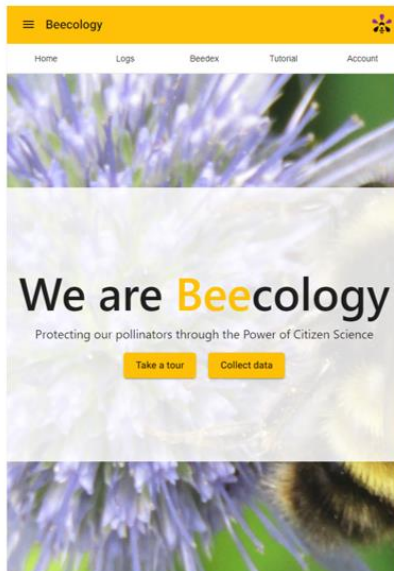 Beecology
Home Logs Beedex Tutorial Account
We are Beecology
Protecting our pollinators through the Power of Citizen Science
Take a tour Collect data